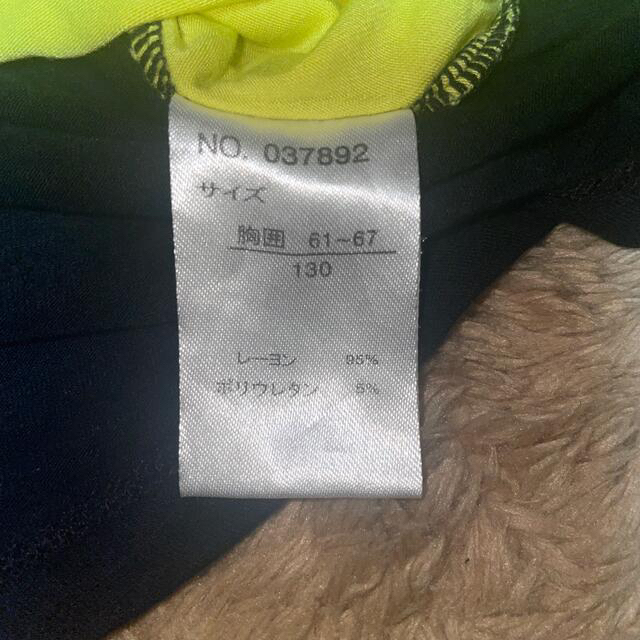 NO. 037892
サイズ
胸囲 61~67
130
レーヨン 95%
ポリウレタン 5%